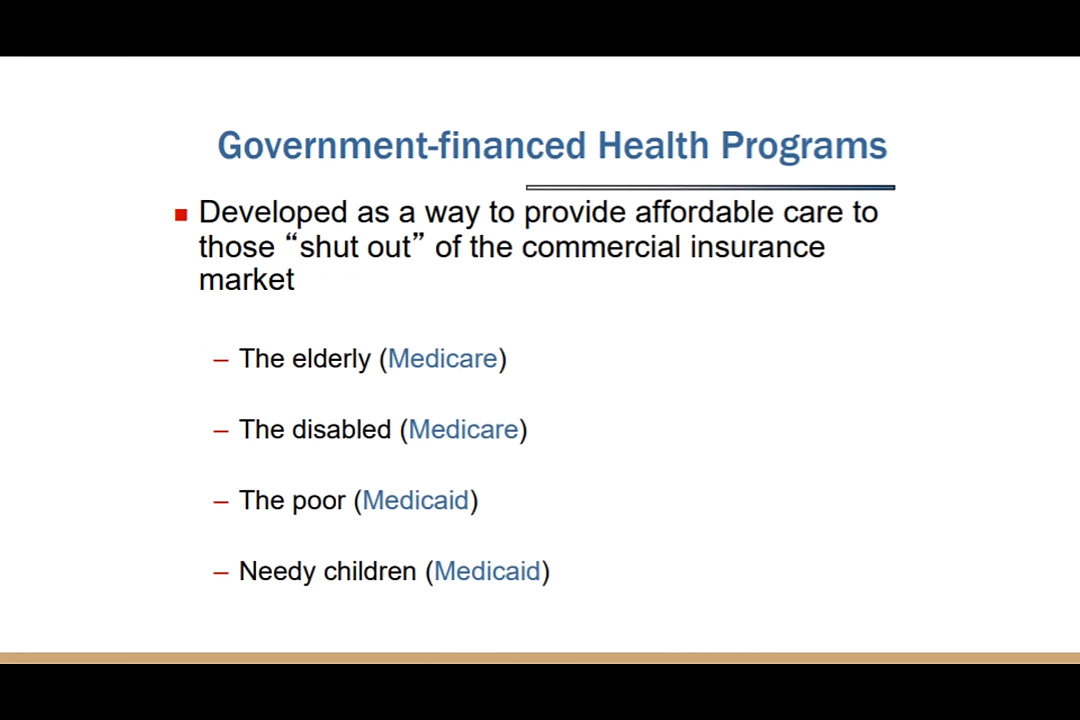 Government-financed Health Programs
■ Developed as a way to provide affordable care to
those “shut out” of the commercial insurance
market
– The elderly (Medicare)
– The disabled (Medicare)
– The poor (Medicaid)
– Needy children (Medicaid)